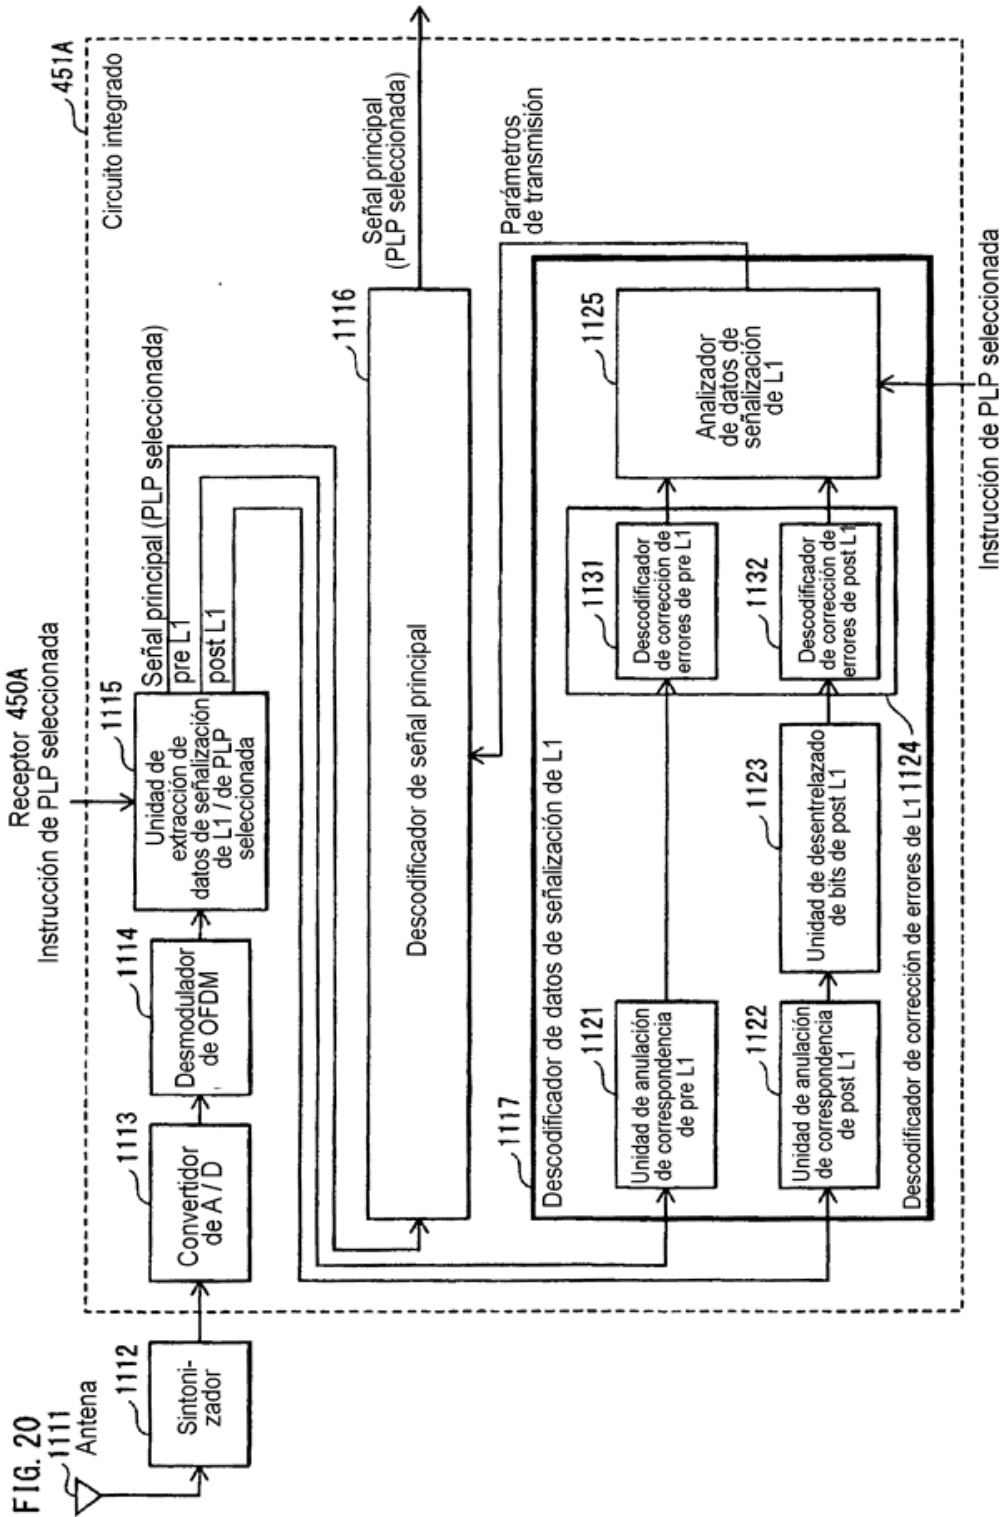 FIG. 20
Receptor 450A
Instrucción de PLP seleccionada
1111
Antena
1112
Sintoni-
zador
1113
Convertidor
de A / D
1114
Desmodulador
de OFDM
1115
Unidad de
extracción de
datos de señalización
de L1 / de PLP
seleccionada
Señal principal (PLP seleccionada)
pre L1
post L1
451A
Circuito integrado
1116
Descodificador de señal principal
Señal principal
(PLP seleccionada)
Parámetros
de transmisión
1117
Descodificador de datos de señalización de L1
1121
Unidad de anulación
de correspondencia
de pre L1
1131
Descodificador
de corrección de
errores de pre L1
1125
Analizador
de datos de
señalización
de L1
1122
Unidad de anulación
de correspondencia
de post L1
1123
Unidad de desentrelazado
de bits de post L1
1132
Descodificador
de corrección de
errores de post L1
Descodificador de corrección de errores de L1 1124
Instrucción de PLP seleccionada